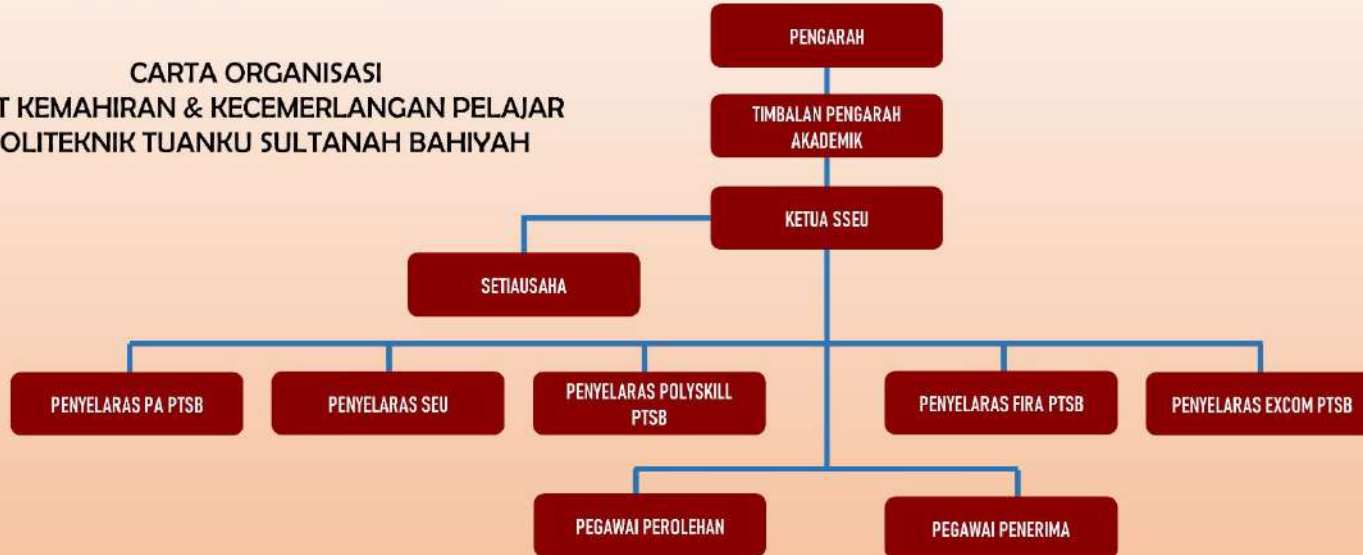 CARTA ORGANISASI
T KEMAHIRAN & KECEMERLANGAN PELAJAR
OLITEKNIK TUANKU SULTANAH BAHIYAH
PENGARAH
TIMBALAN PENGARAH
AKADEMIK
KETUA SSEU
SETIAUSAHA
PENYELARAS PA PTSB
PENYELARAS SEU
PENYELARAS POLYSKILL
PTSB
PENYELARAS FIRA PTSB
PENYELARAS EXCOM PTSB
PEGAWAI PEROLEHAN
PEGAWAI PENERIMA